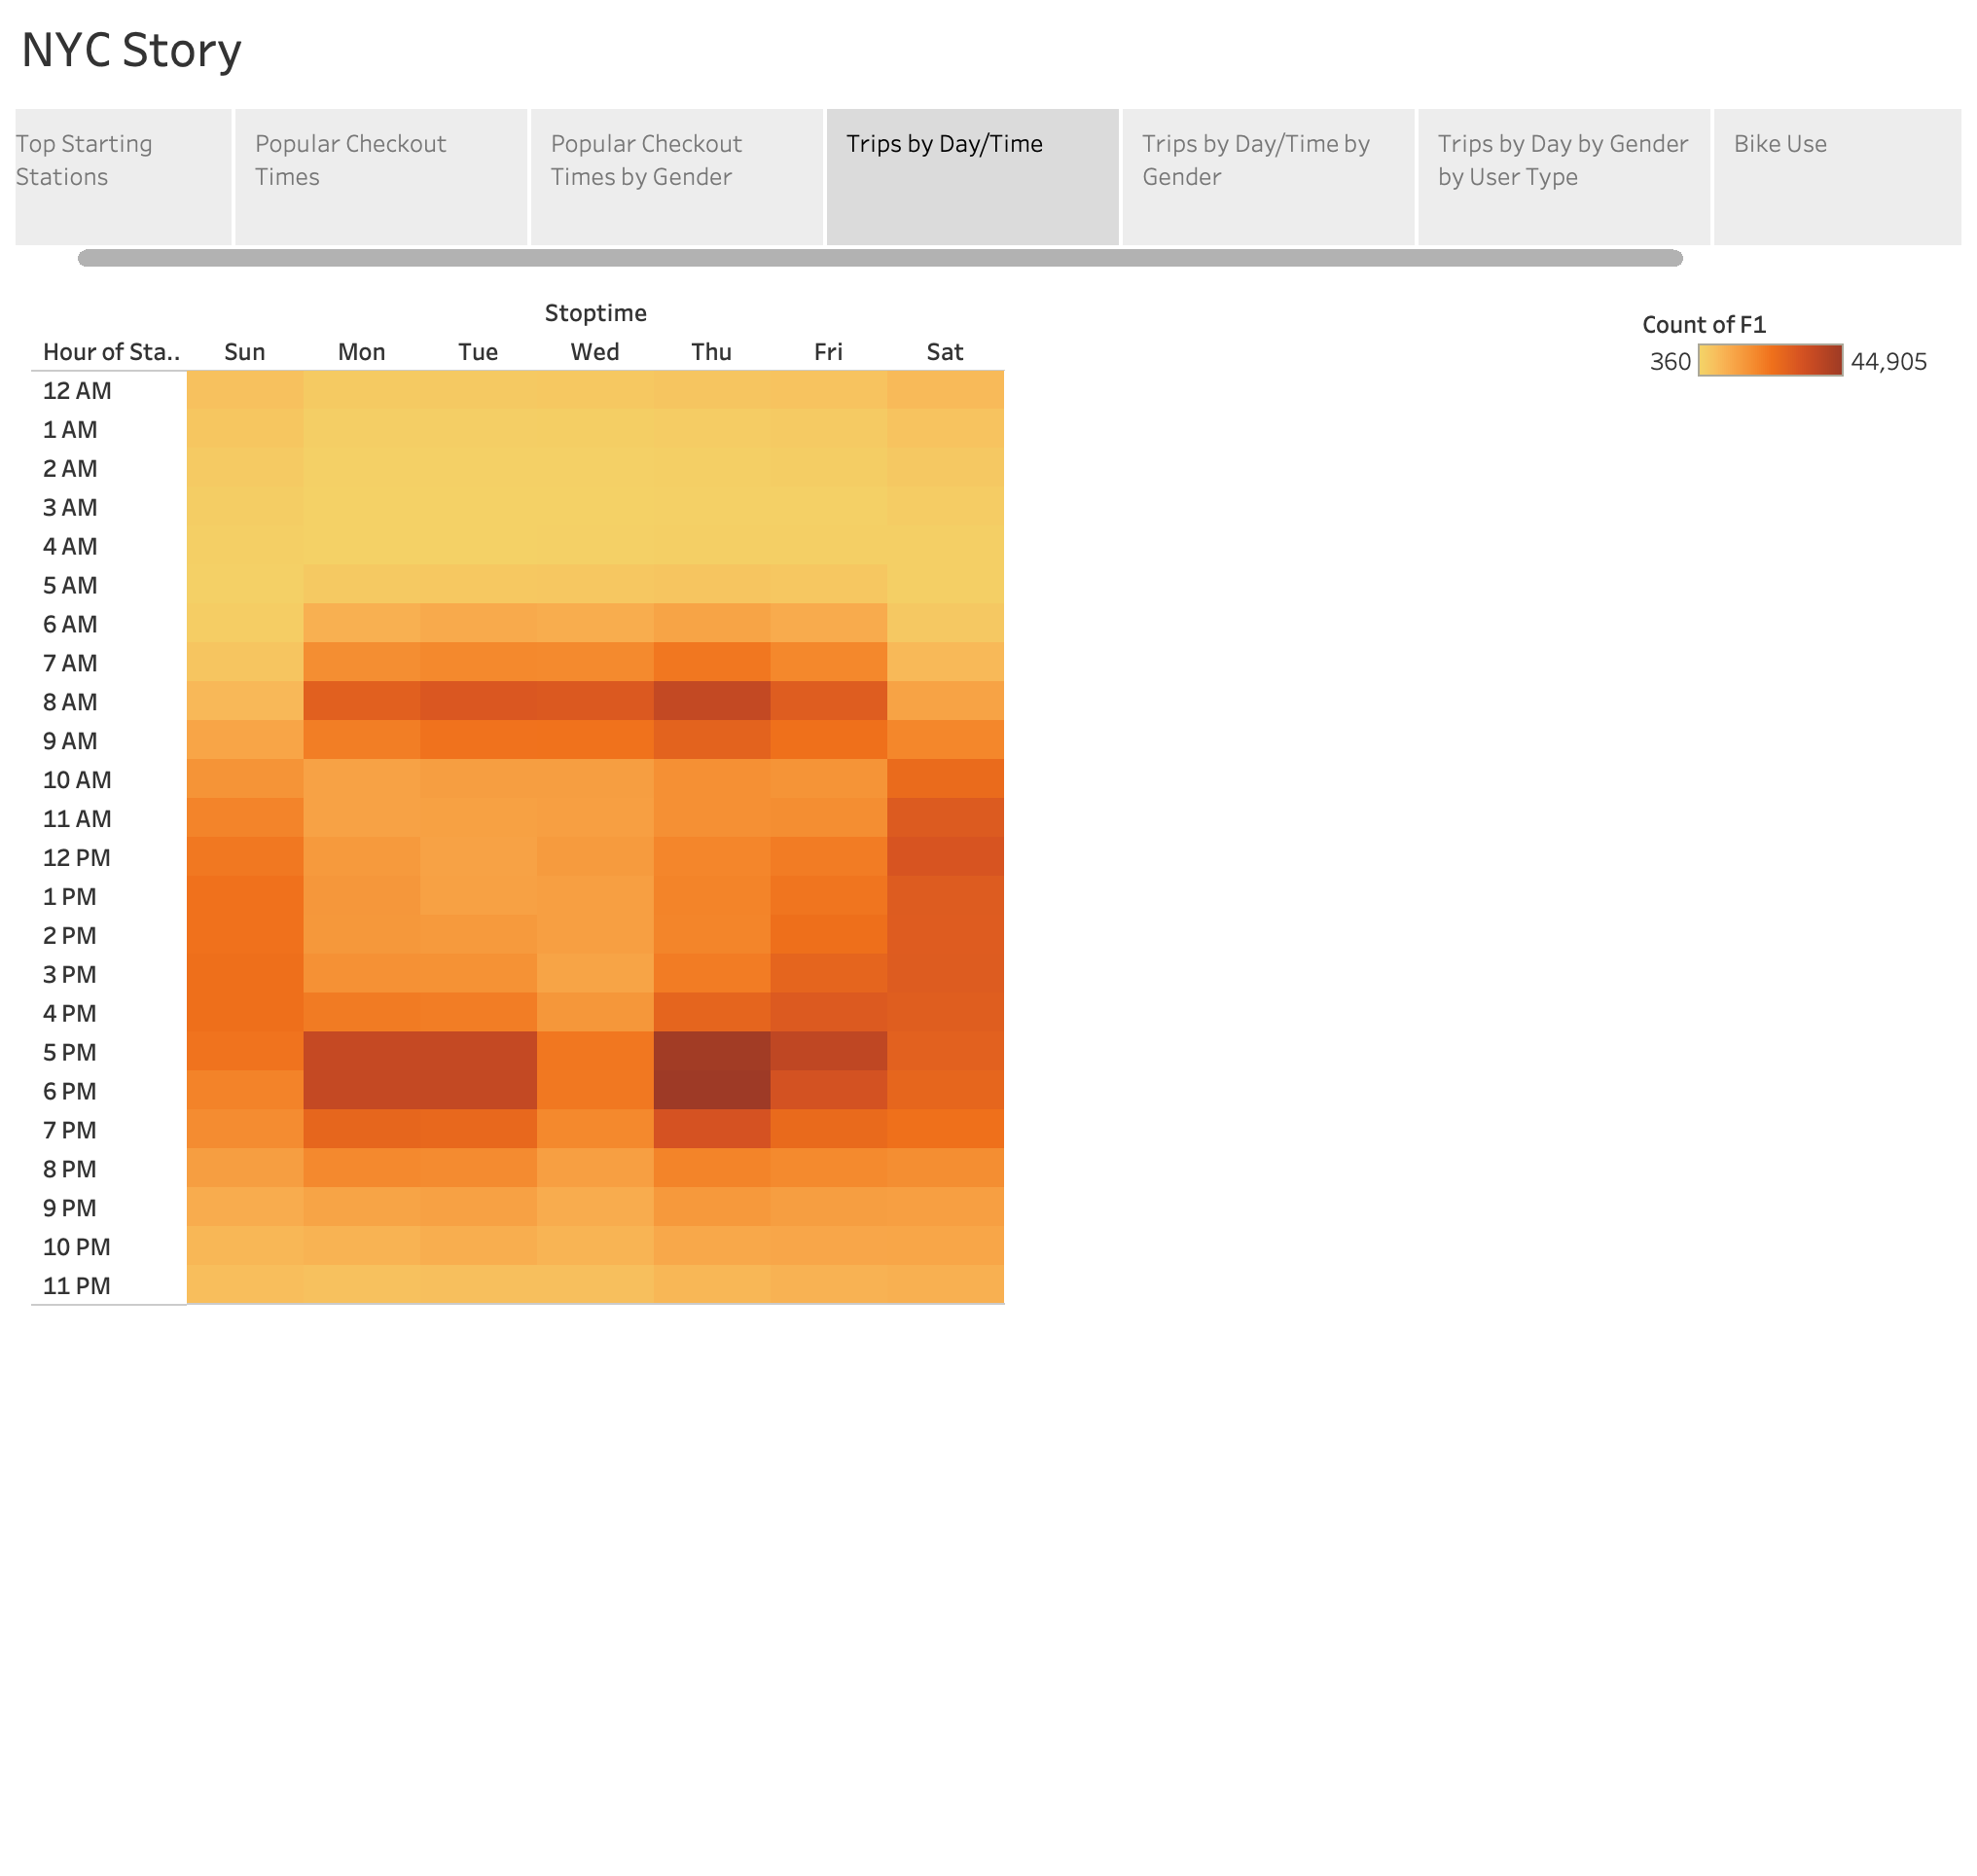 NYC Story
Top Starting
Stations
Popular Checkout
Times
Popular Checkout
Times by Gender
Trips by Day/Time
Trips by Day/Time by
Gender
Trips by Day by Gender
by User Type
Bike Use
Stoptime
Hour of Sta.. Sun Mon Tue Wed Thu Fri Sat
12 AM
1 AM
2 AM
3 AM
4 AM
5 AM
6 AM
7 AM
8 AM
9 AM
10 AM
11 AM
12 PM
1 PM
2 PM
3 PM
4 PM
5 PM
6 PM
7 PM
8 PM
9 PM
10 PM
11 PM
Count of F1
360 44,905